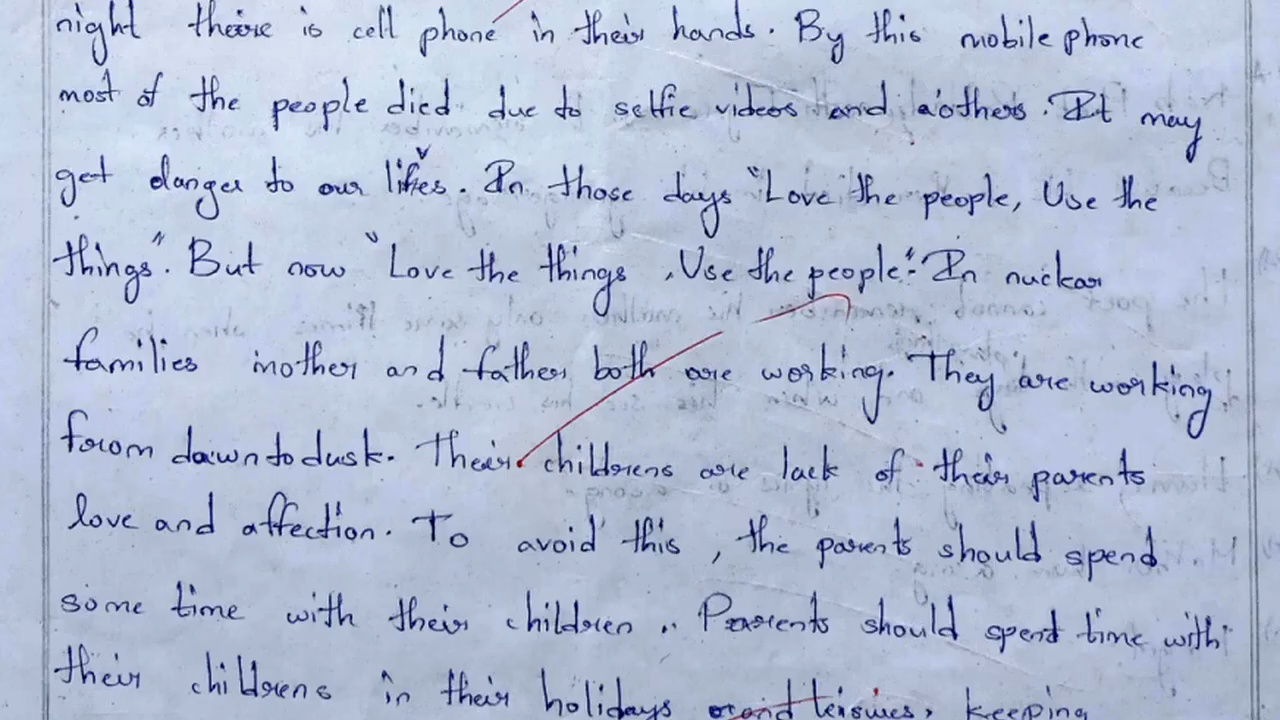 night there is cell phone in their hands. By this mobile phone
most of the people died due to selfie videos and others. It may
get danger to our lifves. In those days "Love the people, Use the
things". But now "Love the things , Use the people." In nuckar
families mother and father both are working. They are working
from dawn to dusk. Their childrens are lack of their parents
love and affection. To avoid this , the parents should spend
some time with their children .. Parents should spend time with
their childrens in their holidays and leisures, keeping